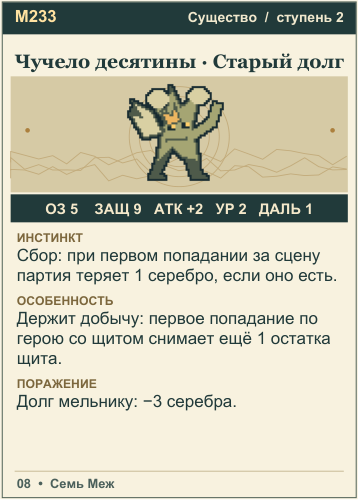 М233
Существо / ступень 2
Чучело десятины · Старый долг
ОЗ 5 ЗАЩ 9 АТК +2 УР 2 ДАЛЬ 1
ИНСТИНКТ
Сбор: при первом попадании за сцену
партия теряет 1 серебро, если оно есть.
ОСОБЕННОСТЬ
Держит добычу: первое попадание по
герою со щитом снимает ещё 1 остатка
щита.
ПОРАЖЕНИЕ
Долг мельнику: −3 серебра.
08 • Семь Меж